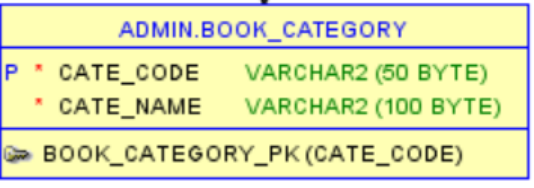 ADMIN.BOOK_CATEGORY
P * CATE_CODE VARCHAR2 (50 BYTE)
* CATE_NAME VARCHAR2 (100 BYTE)
BOOK_CATEGORY_PK (CATE_CODE)